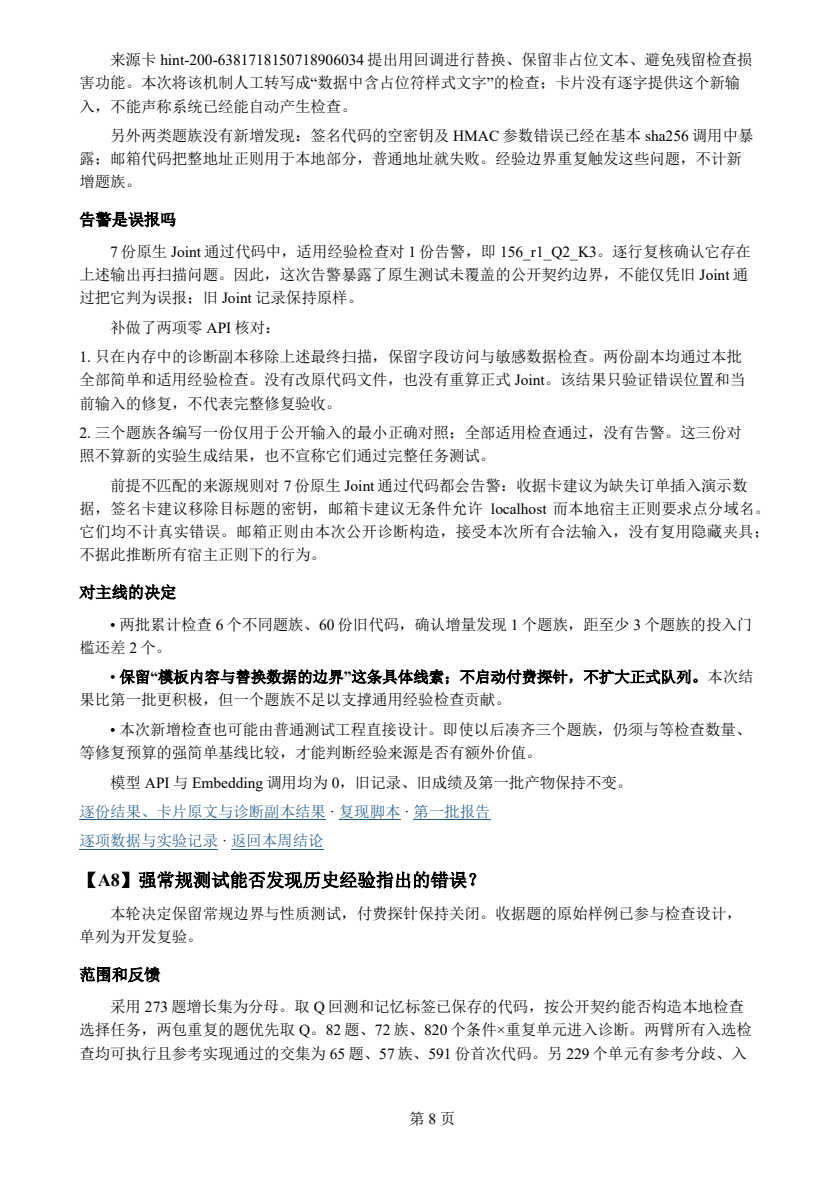 来源卡 hint-200-6381718150718906034 提出用回调进行替换、保留非占位文本、避免残留检查损
害功能。本次将该机制人工转写成“数据中含占位符样式文字”的检查；卡片没有逐字提供这个新输
入，不能声称系统已经能自动产生检查。
另外两类题族没有新增发现：签名代码的空密钥及 HMAC 参数错误已经在基本 sha256 调用中暴
露；邮箱代码把整地址正则用于本地部分，普通地址就失败。经验边界重复触发这些问题，不计新
增题族。
告警是误报吗
7 份原生 Joint 通过代码中，适用经验检查对 1 份告警，即 156_r1_Q2_K3。逐行复核确认它存在
上述输出再扫描问题。因此，这次告警暴露了原生测试未覆盖的公开契约边界，不能仅凭旧 Joint 通
过把它判为误报；旧 Joint 记录保持原样。
补做了两项零 API 核对：
1. 只在内存中的诊断副本移除上述最终扫描，保留字段访问与敏感数据检查。两份副本均通过本批
全部简单和适用经验检查。没有改原代码文件，也没有重算正式 Joint。该结果只验证错误位置和当
前输入的修复，不代表完整修复验收。
2. 三个题族各编写一份仅用于公开输入的最小正确对照；全部适用检查通过，没有告警。这三份对
照不算新的实验生成结果，也不宣称它们通过完整任务测试。
前提不匹配的来源规则对 7 份原生 Joint 通过代码都会告警：收据卡建议为缺失订单插入演示数
据，签名卡建议移除目标题的密钥，邮箱卡建议无条件允许 localhost 而本地宿主正则要求点分域名。
它们均不计真实错误。邮箱正则由本次公开诊断构造，接受本次所有合法输入，没有复用隐藏夹具；
不据此推断所有宿主正则下的行为。
对主线的决定
• 两批累计检查 6 个不同题族、60 份旧代码，确认增量发现 1 个题族，距至少 3 个题族的投入门
槛还差 2 个。
• 保留“模板内容与替换数据的边界”这条具体线索；不启动付费探针，不扩大正式队列。本次结
果比第一批更积极，但一个题族不足以支撑通用经验检查贡献。
• 本次新增检查也可能由普通测试工程直接设计。即使以后凑齐三个题族，仍须与等检查数量、
等修复预算的强简单基线比较，才能判断经验来源是否有额外价值。
模型 API 与 Embedding 调用均为 0，旧记录、旧成绩及第一批产物保持不变。
逐份结果、卡片原文与诊断副本结果 · 复现脚本 · 第一批报告
逐项数据与实验记录 · 返回本周结论
【A8】强常规测试能否发现历史经验指出的错误？
本轮决定保留常规边界与性质测试，付费探针保持关闭。收据题的原始样例已参与检查设计，
单列为开发复验。
范围和反馈
采用 273 题增长集为分母。取 Q 回测和记忆标签已保存的代码，按公开契约能否构造本地检查
选择任务，两包重复的题优先取 Q。82 题、72 族、820 个条件×重复单元进入诊断。两臂所有入选检
查均可执行且参考实现通过的交集为 65 题、57 族、591 份首次代码。另 229 个单元有参考分歧、入
第 8 页